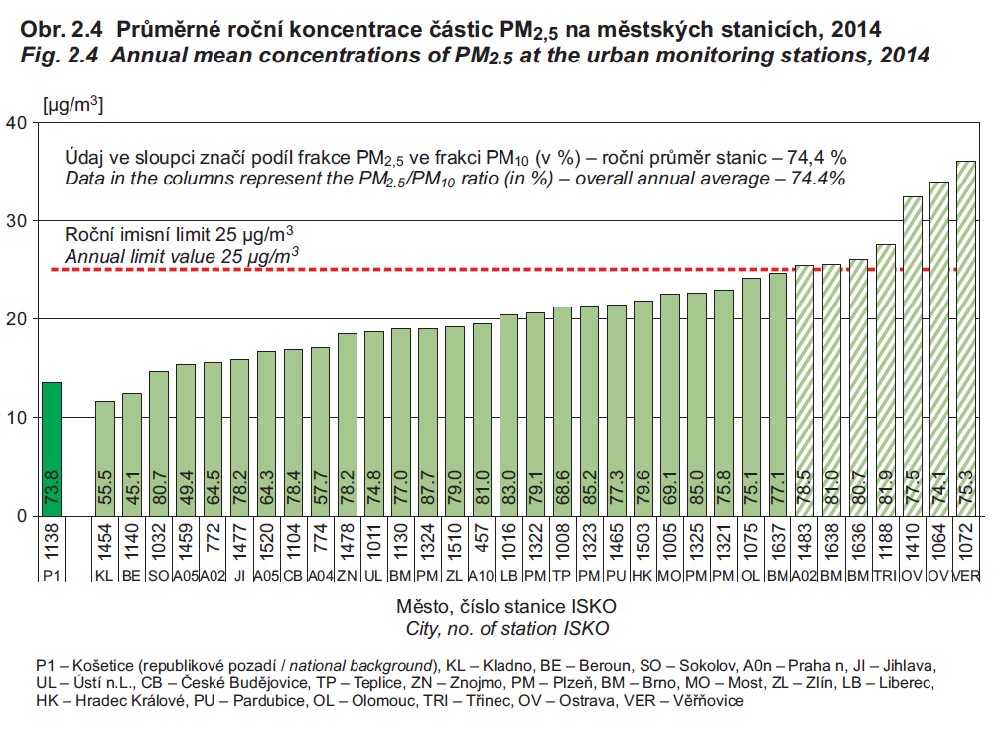 Obr. 2.4 Průměrné roční koncentrace částic PM2,5 na městských stanicích, 2014
Fig. 2.4 Annual mean concentrations of PM2.5 at the urban monitoring stations, 2014
[µg/m3]
40
Údaj ve sloupci značí podíl frakce PM2,5 ve frakci PM10 (v %) – roční průměr stanic – 74,4 %
Data in the columns represent the PM2.5/PM10 ratio (in %) – overall annual average – 74.4%
30
Roční imisní limit 25 µg/m3
Annual limit value 25 µg/m3
20
10
0
73.8 55.5 45.1 80.7 49.4 64.5 78.2 64.3 78.4 57.7 78.2 74.8 77.0 87.7 79.0 81.0 83.0 79.1 68.6 85.2 77.3 79.6 69.1 85.0 75.8 75.1 77.1 78.5 81.0 80.7 81.9 77.5 74.1 75.3
1138 1454 1140 1032 1459 772 1477 1520 1104 774 1478 1011 1130 1324 1510 457 1016 1322 1008 1323 1465 1503 1005 1325 1321 1075 1637 1483 1638 1636 1188 1410 1064 1072
P1 KL BE SO A05 A02 JI A05 CB A04 ZN UL BM PM ZL A10 LB PM TP PM PU HK MO PM PM OL BM A02 BM BM TRI OV OV VER
Město, číslo stanice ISKO
City, no. of station ISKO
P1 – Košetice (republikové pozadí / national background), KL – Kladno, BE – Beroun, SO – Sokolov, A0n – Praha n, JI – Jihlava,
UL – Ústí n.L., CB – České Budějovice, TP – Teplice, ZN – Znojmo, PM – Plzeň, BM – Brno, MO – Most, ZL – Zlín, LB – Liberec,
HK – Hradec Králové, PU – Pardubice, OL – Olomouc, TRI – Třinec, OV – Ostrava, VER – Věřňovice